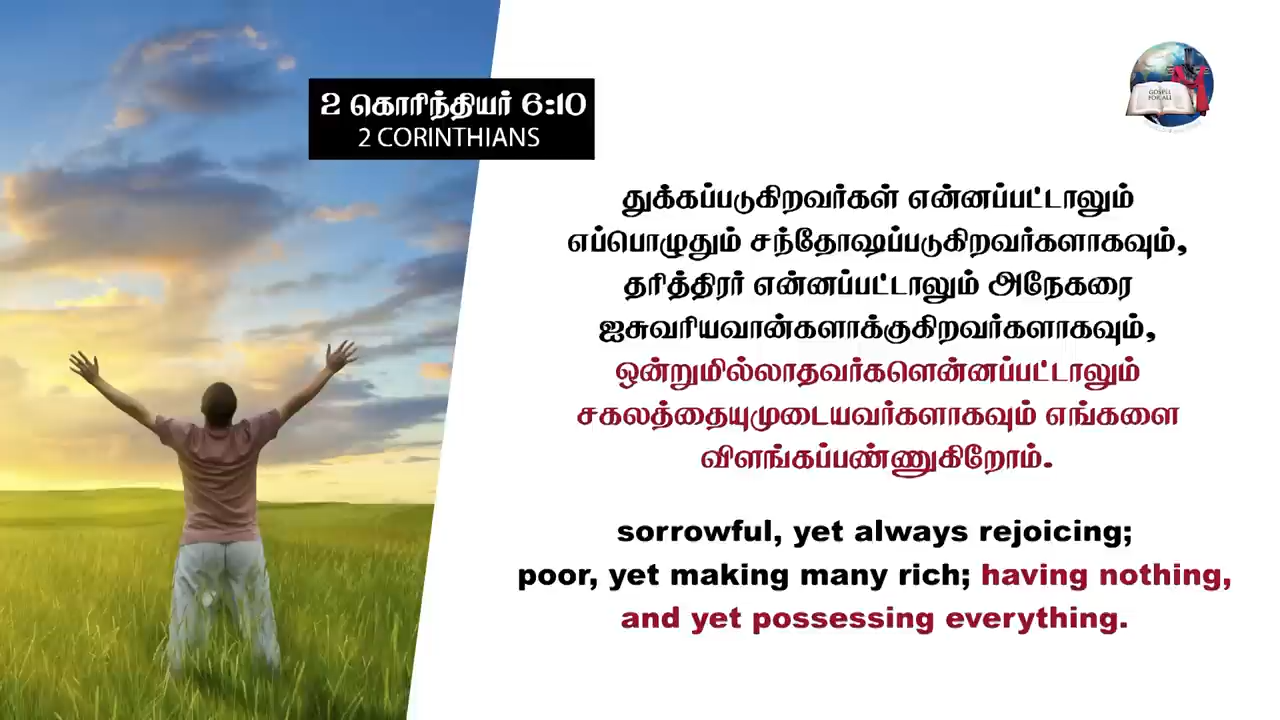 2 கொரிந்தியர் 6:10
2 CORINTHIANS
GOSPEL
FOR ALL
துக்கப்படுகிறவர்கள் என்னப்பட்டாலும்
எப்பொழுதும் சந்தோஷப்படுகிறவர்களாகவும்,
தரித்திரர் என்னப்பட்டாலும் அநேகரை
ஐசுவரியவான்களாக்குகிறவர்களாகவும்,
ஒன்றுமில்லாதவர்களென்னப்பட்டாலும்
சகலத்தையுமுடையவர்களாகவும் எங்களை
விளங்கப்பண்ணுகிறோம்.
sorrowful, yet always rejoicing;
poor, yet making many rich; having nothing,
and yet possessing everything.